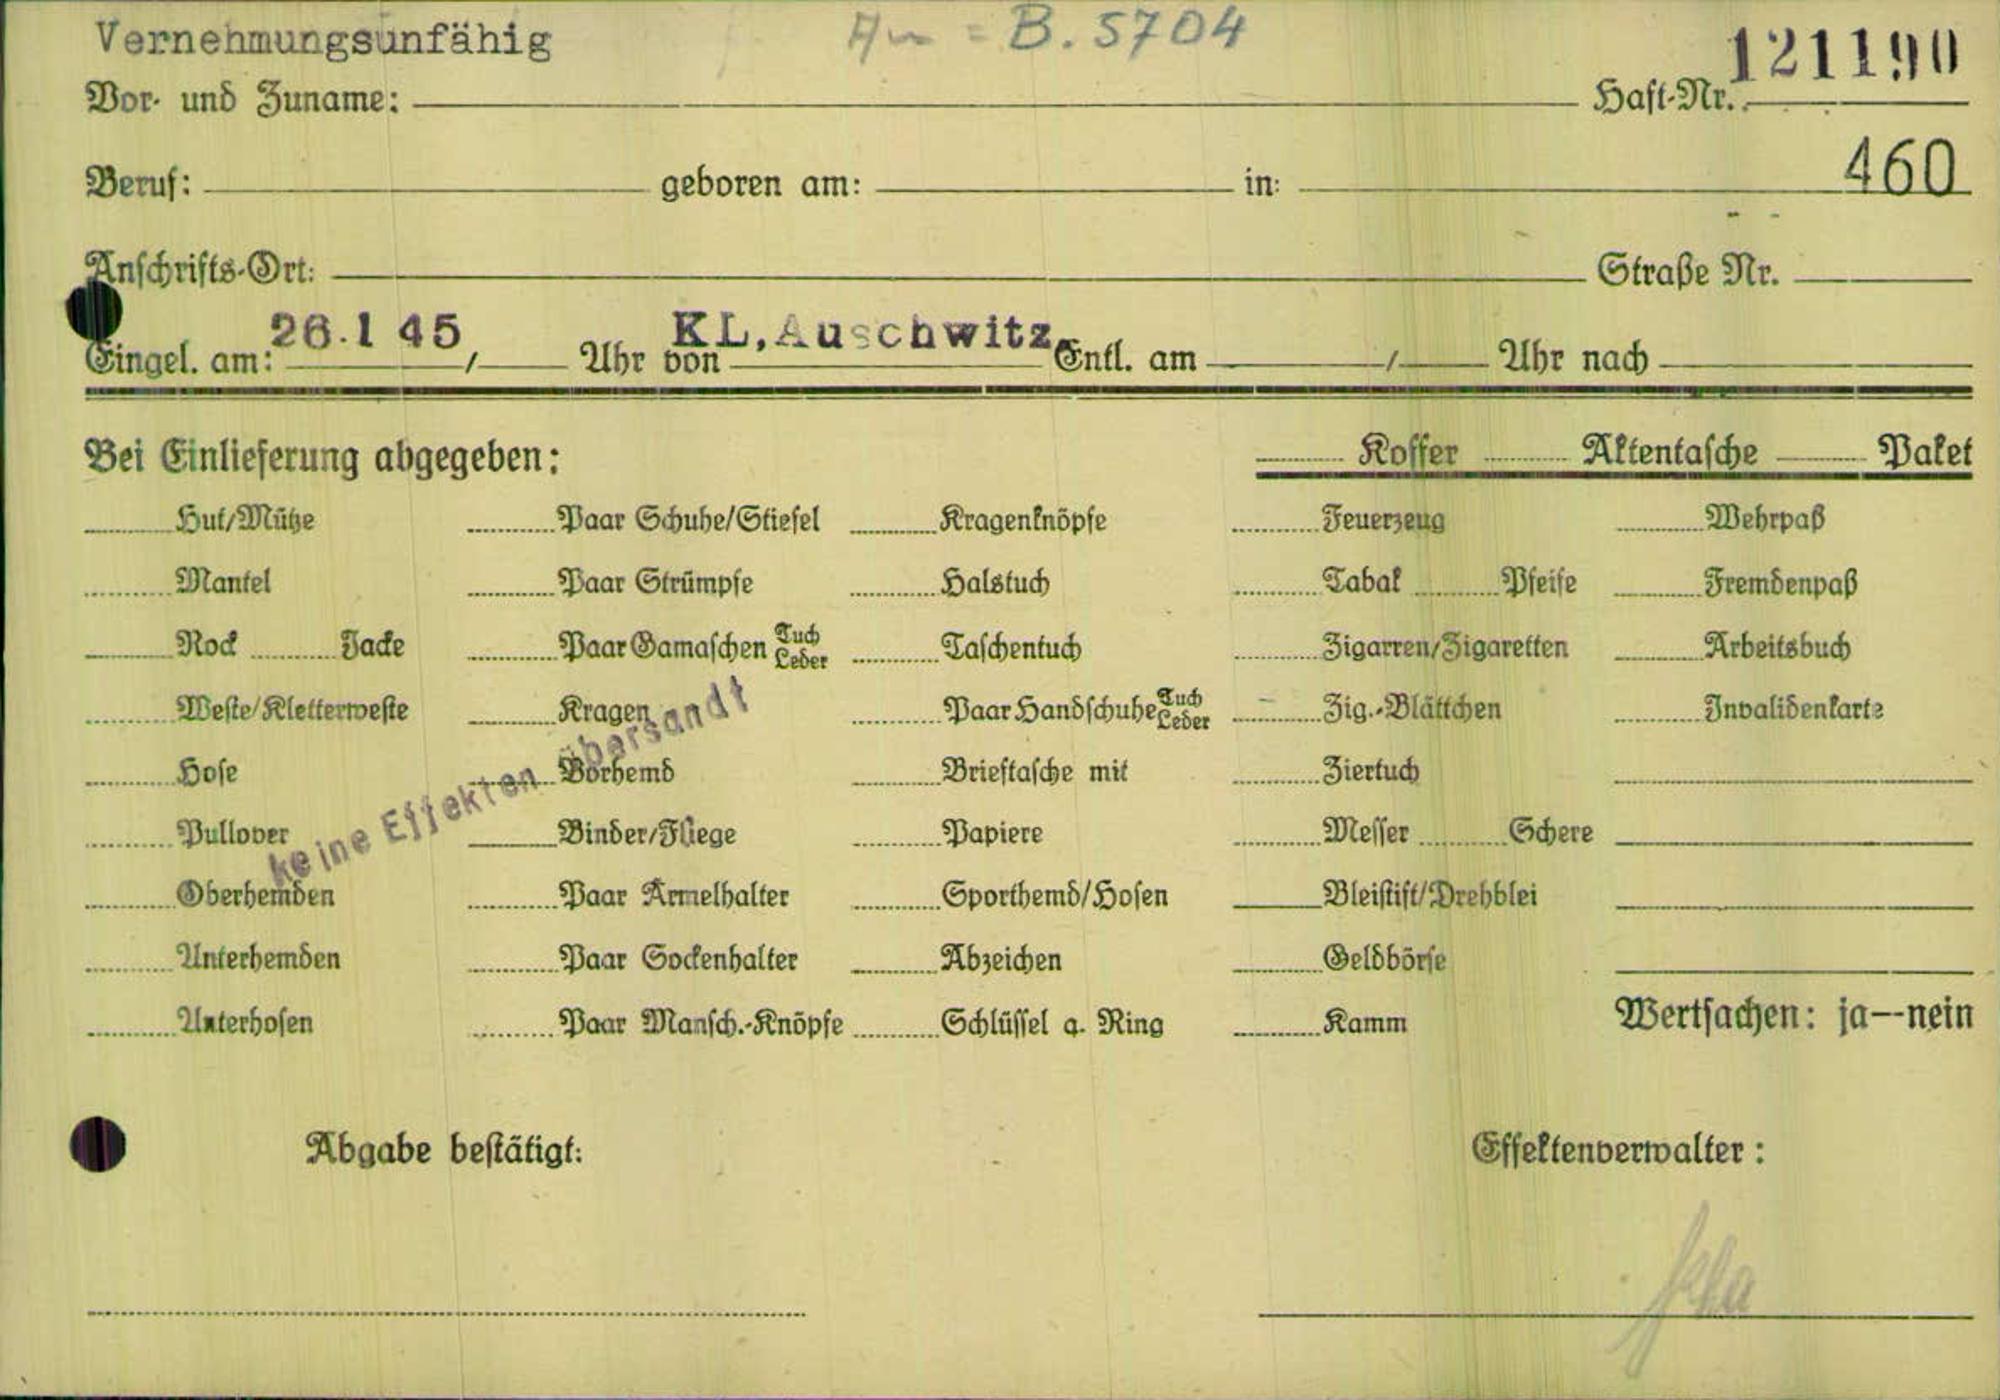 Vernehmungsunfähig B. 5704 121190
Vor- und Zuname: Haft-Nr.
460
Beruf: geboren am: in:
Anschrifts-Ort: Straße Nr.
Eingel. am: 26.1 45 / Uhr von KL. Auschwitz Entl. am / Uhr nach
Bei Einlieferung abgegeben: Koffer Aktentasche Paket
Hut/Mütze Paar Schuhe/Stiefel Kragenknöpfe Feuerzeug Wehrpaß
Mantel Paar Strümpfe Halstuch Tabak Pfeife Fremdenpaß
Rock Jacke Paar Gamaschen Tuch Leder Taschentuch Zigarren/Zigaretten Arbeitsbuch
Weste/Kletterweste Kragen Paar Handschuhe Tuch Leder Zig.-Blättchen Invalidenkarte
Hose Vorhemd Brieftasche mit Ziertuch
Pullover Binder/Fliege Papiere Messer Schere
keine Effekten übersandt
Oberhemden Paar Ärmelhalter Sporthemd/Hosen Bleistift/Drehblei
Unterhemden Paar Sockenhalter Abzeichen Geldbörse
Unterhosen Paar Mansch.-Knöpfe Schlüssel a. Ring Kamm Wertsachen: ja--nein
Abgabe bestätigt: Effektenverwalter: